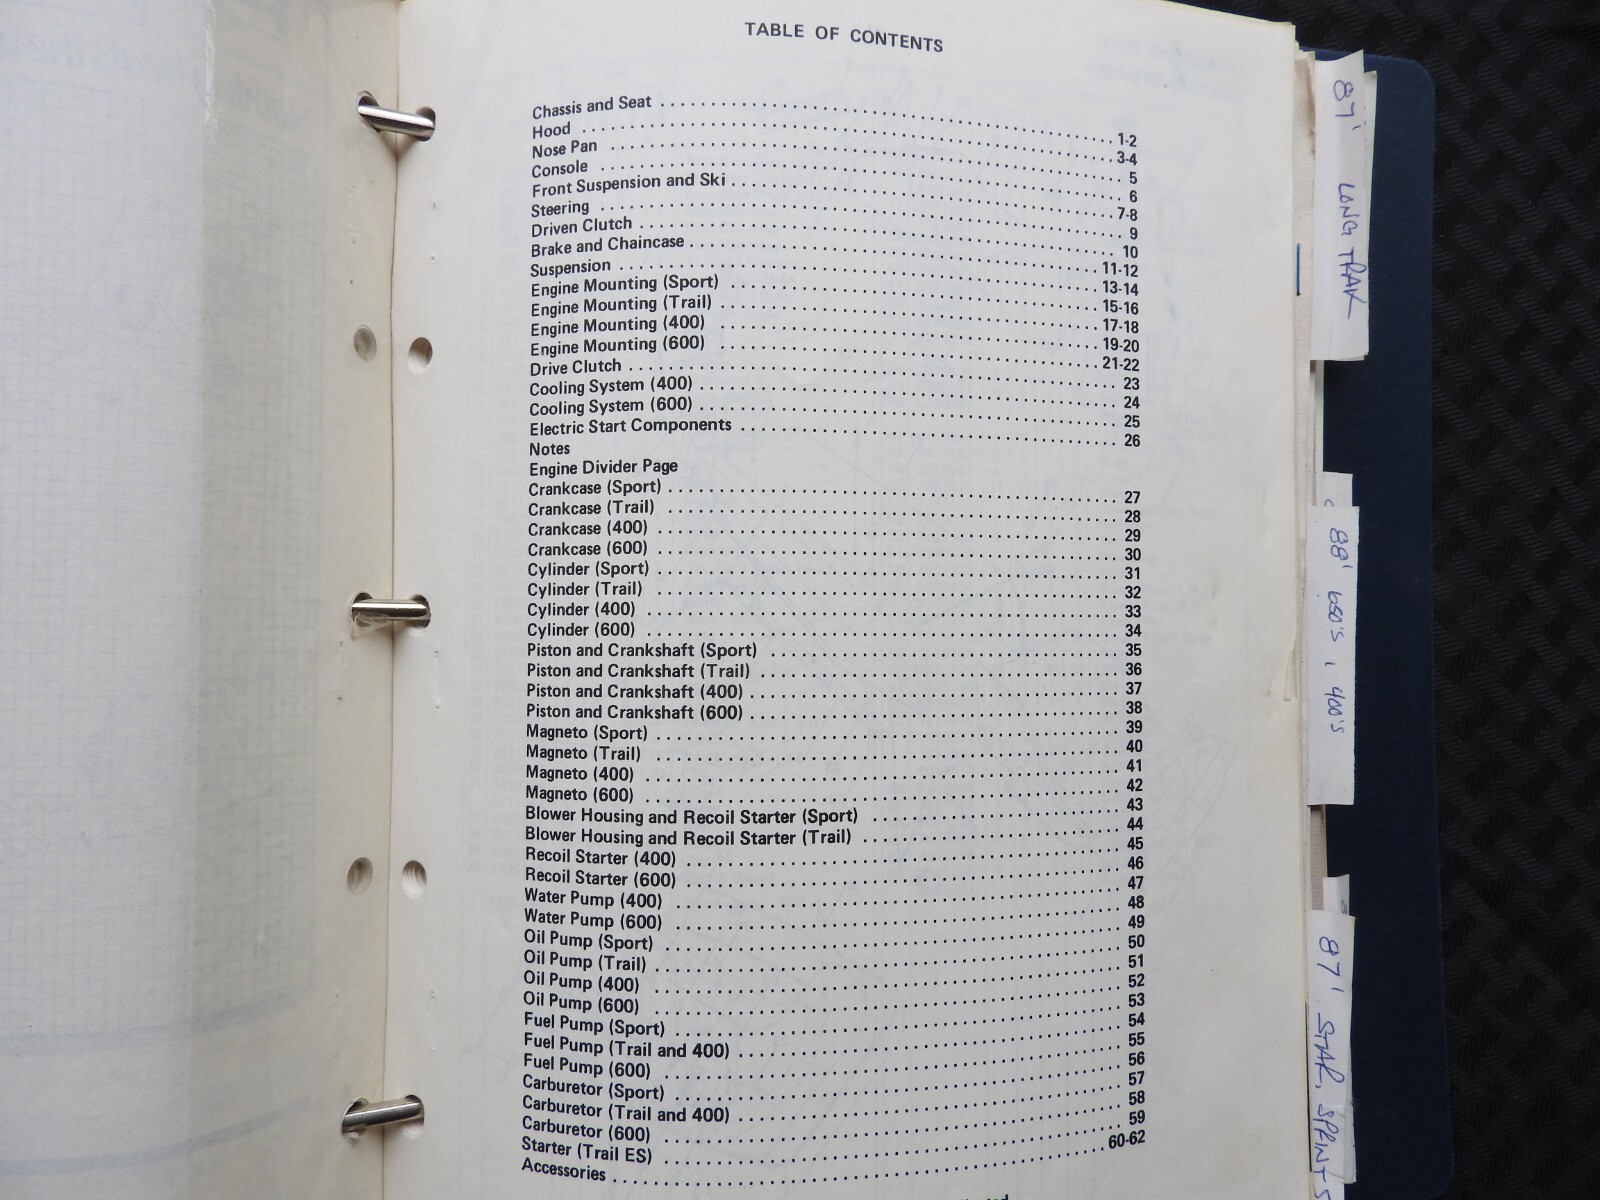 TABLE OF CONTENTS
Chassis and Seat . . . . . . . . . . 1-2
Hood . . . . . . . . . . 3-4
Nose Pan . . . . . . . . . . 5
Console . . . . . . . . . . 6
Front Suspension and Ski . . . . . . . . . . 7-8
Steering . . . . . . . . . . 9
Driven Clutch . . . . . . . . . . 10
Brake and Chaincase . . . . . . . . . . 11-12
Suspension . . . . . . . . . . 13-14
Engine Mounting (Sport) . . . . . . . . . . 15-16
Engine Mounting (Trail) . . . . . . . . . . 17-18
Engine Mounting (400) . . . . . . . . . . 19-20
Engine Mounting (600) . . . . . . . . . . 21-22
Drive Clutch . . . . . . . . . . 23
Cooling System (400) . . . . . . . . . . 24
Cooling System (600) . . . . . . . . . . 25
Electric Start Components . . . . . . . . . . 26
Notes
Engine Divider Page
Crankcase (Sport) . . . . . . . . . . 27
Crankcase (Trail) . . . . . . . . . . 28
Crankcase (400) . . . . . . . . . . 29
Crankcase (600) . . . . . . . . . . 30
Cylinder (Sport) . . . . . . . . . . 31
Cylinder (Trail) . . . . . . . . . . 32
Cylinder (400) . . . . . . . . . . 33
Cylinder (600) . . . . . . . . . . 34
Piston and Crankshaft (Sport) . . . . . . . . . . 35
Piston and Crankshaft (Trail) . . . . . . . . . . 36
Piston and Crankshaft (400) . . . . . . . . . . 37
Piston and Crankshaft (600) . . . . . . . . . . 38
Magneto (Sport) . . . . . . . . . . 39
Magneto (Trail) . . . . . . . . . . 40
Magneto (400) . . . . . . . . . . 41
Magneto (600) . . . . . . . . . . 42
Blower Housing and Recoil Starter (Sport) . . . . . . . . . . 43
Blower Housing and Recoil Starter (Trail) . . . . . . . . . . 44
Recoil Starter (400) . . . . . . . . . . 45
Recoil Starter (600) . . . . . . . . . . 46
Water Pump (400) . . . . . . . . . . 47
Water Pump (600) . . . . . . . . . . 48
Oil Pump (Sport) . . . . . . . . . . 49
Oil Pump (Trail) . . . . . . . . . . 50
Oil Pump (400) . . . . . . . . . . 51
Oil Pump (600) . . . . . . . . . . 52
Fuel Pump (Sport) . . . . . . . . . . 53
Fuel Pump (Trail and 400) . . . . . . . . . . 54
Fuel Pump (600) . . . . . . . . . . 55
Carburetor (Sport) . . . . . . . . . . 56
Carburetor (Trail and 400) . . . . . . . . . . 57
Carburetor (600) . . . . . . . . . . 58
Starter (Trail ES) . . . . . . . . . . 59
Accessories . . . . . . . . . . 60-62
87' LONG TRAK
88' 650'S, 400'S
87' STAR, SPRINT